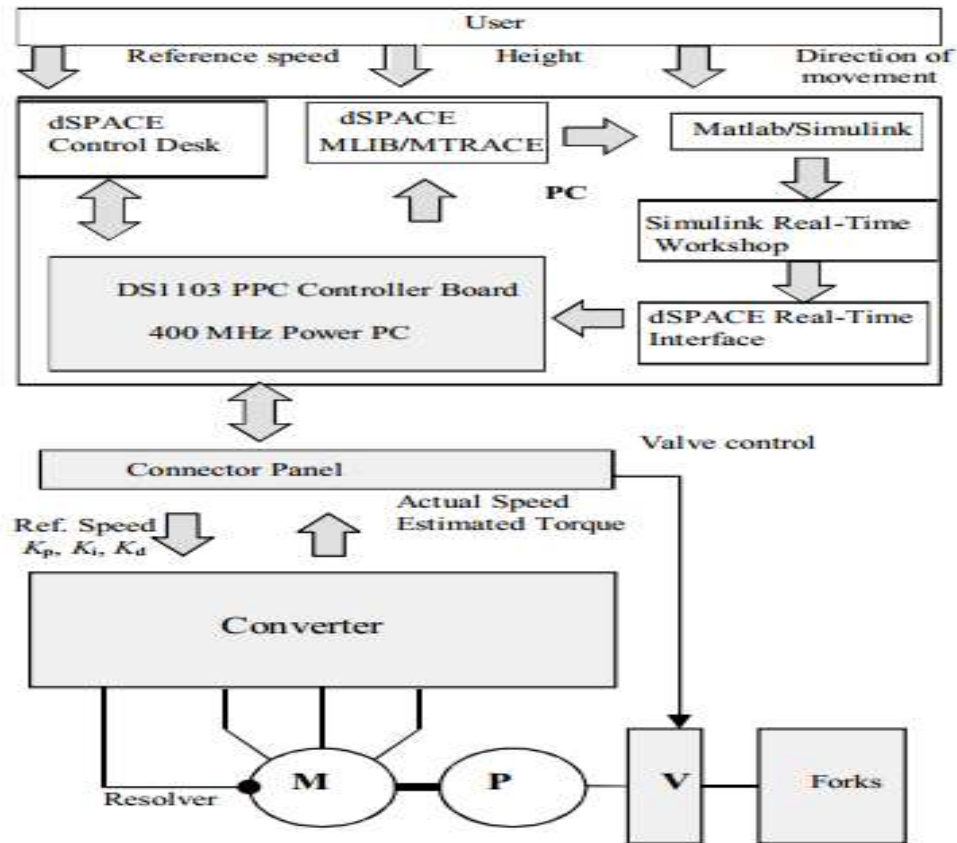 User
Reference speed
Height
Direction of
movement
dSPACE
Control Desk
dSPACE
MLIB/MTRACE
Matlab/Simulink
PC
Simulink Real-Time
Workshop
DS1103 PPC Controller Board
400 MHz Power PC
dSPACE Real-Time
Interface
Valve control
Connector Panel
Ref. Speed
Kp, Ki, Kd
Actual Speed
Estimated Torque
Converter
Resolver
M
P
V
Forks